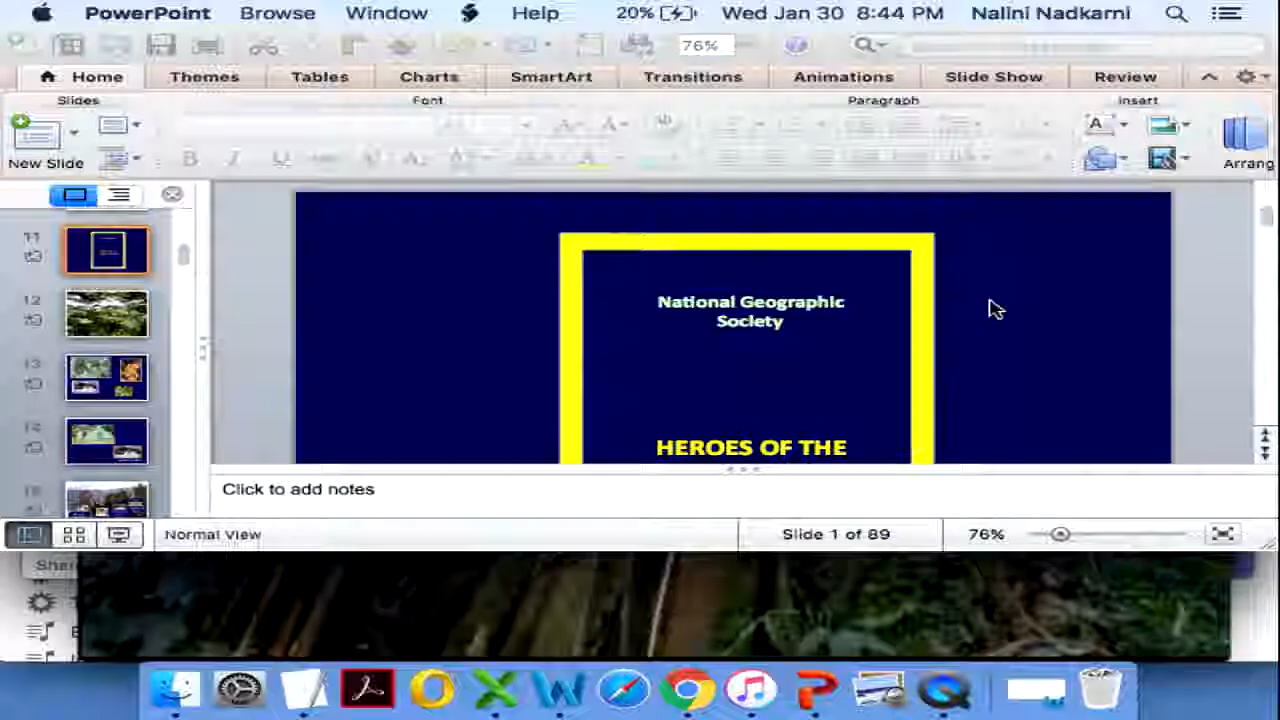 PowerPoint Browse Window Help 20% Wed Jan 30 8:44 PM Nalini Nadkarni
76%
Home Themes Tables Charts SmartArt Transitions Animations Slide Show Review
Slides Font Paragraph Insert
A
New Slide B I U Arrang
11
12
13
14
National Geographic
Society
HEROES OF THE
Click to add notes
Normal View Slide 1 of 89 76%
Shar